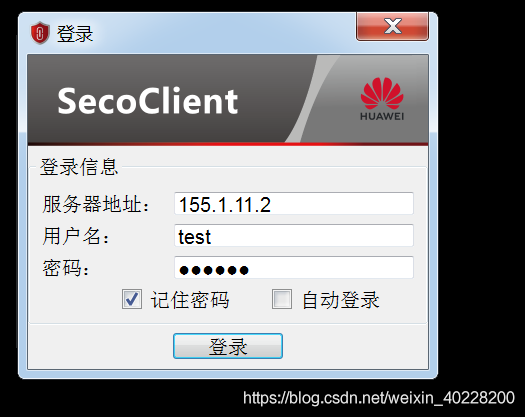 登录
SecoClient
HUAWEI
登录信息
服务器地址： 155.1.11.2
用户名： test
密码： ●●●●●●
记住密码 自动登录
登录
https://blog.csdn.net/weixin_40228200